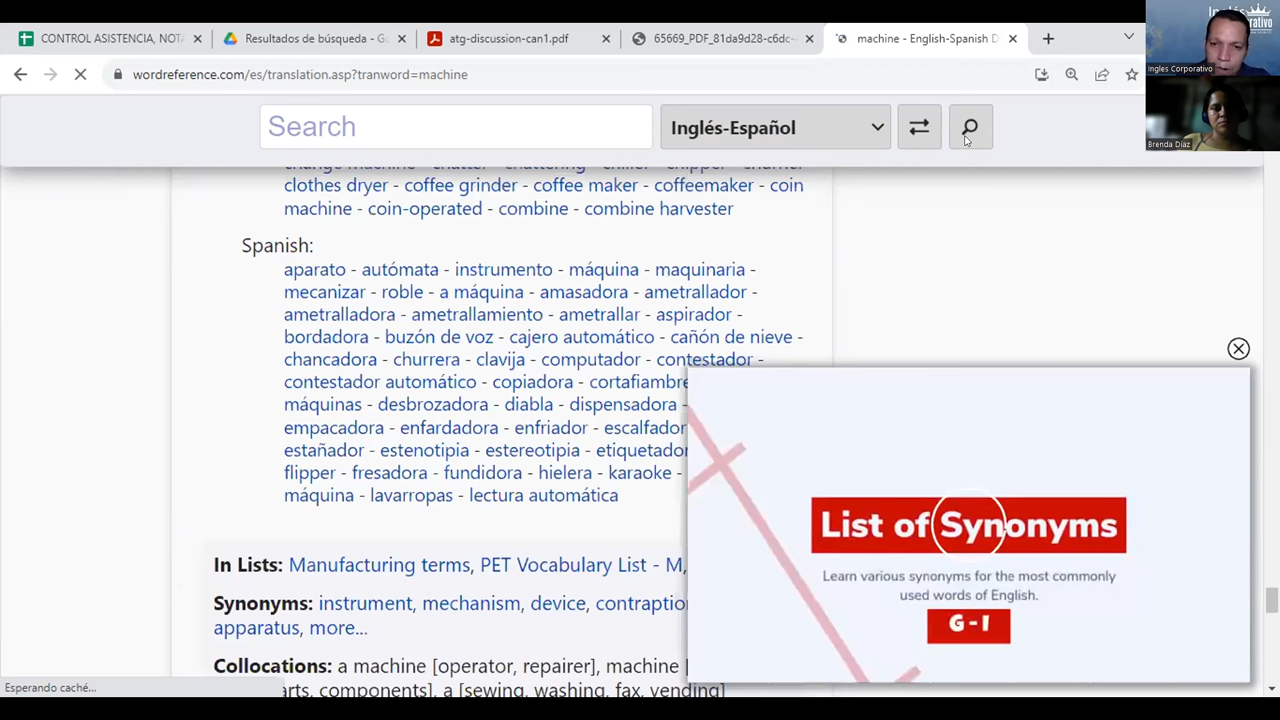 CONTROL ASISTENCIA, NOTA
Resultados de búsqueda - Go
atg-discussion-can1.pdf
65669_PDF_81da9d28-c6dc-
machine - English-Spanish D
Inglés
Ingles Corporativo
wordreference.com/es/translation.asp?tranword=machine
Search
Inglés-Español
Brenda Díaz
clothes dryer - coffee grinder - coffee maker - coffeemaker - coin
machine - coin-operated - combine - combine harvester
Spanish:
aparato - autómata - instrumento - máquina - maquinaria -
mecanizar - roble - a máquina - amasadora - ametrallador -
ametralladora - ametrallamiento - ametrallar - aspirador -
bordadora - buzón de voz - cajero automático - cañón de nieve -
chancadora - churrera - clavija - computador - contestador -
contestador automático - copiadora - cortafiambre
máquinas - desbrozadora - diabla - dispensadora -
empacadora - enfardadora - enfriador - escalfador
estañador - estenotipia - estereotipia - etiquetador
flipper - fresadora - fundidora - hielera - karaoke -
máquina - lavarropas - lectura automática
List of Synonyms
Learn various synonyms for the most commonly
used words of English.
G - I
In Lists: Manufacturing terms, PET Vocabulary List - M,
Synonyms: instrument, mechanism, device, contraption
apparatus, more...
Collocations: a machine [operator, repairer], machine [
arts, components], a [sewing, washing, fax, vending]
Esperando caché...